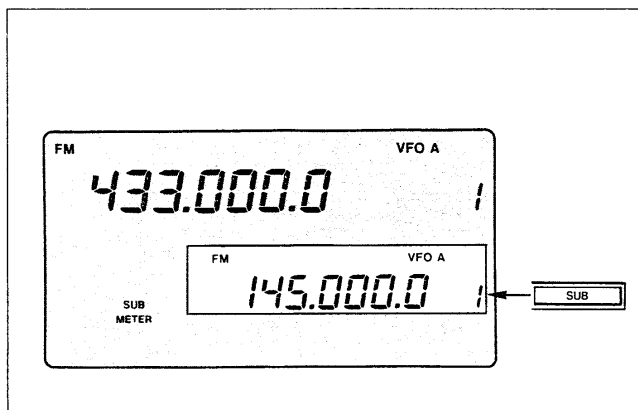 FM VFO A
433.000.0 1
FM VFO A
145.000.0 1
SUB
METER
SUB